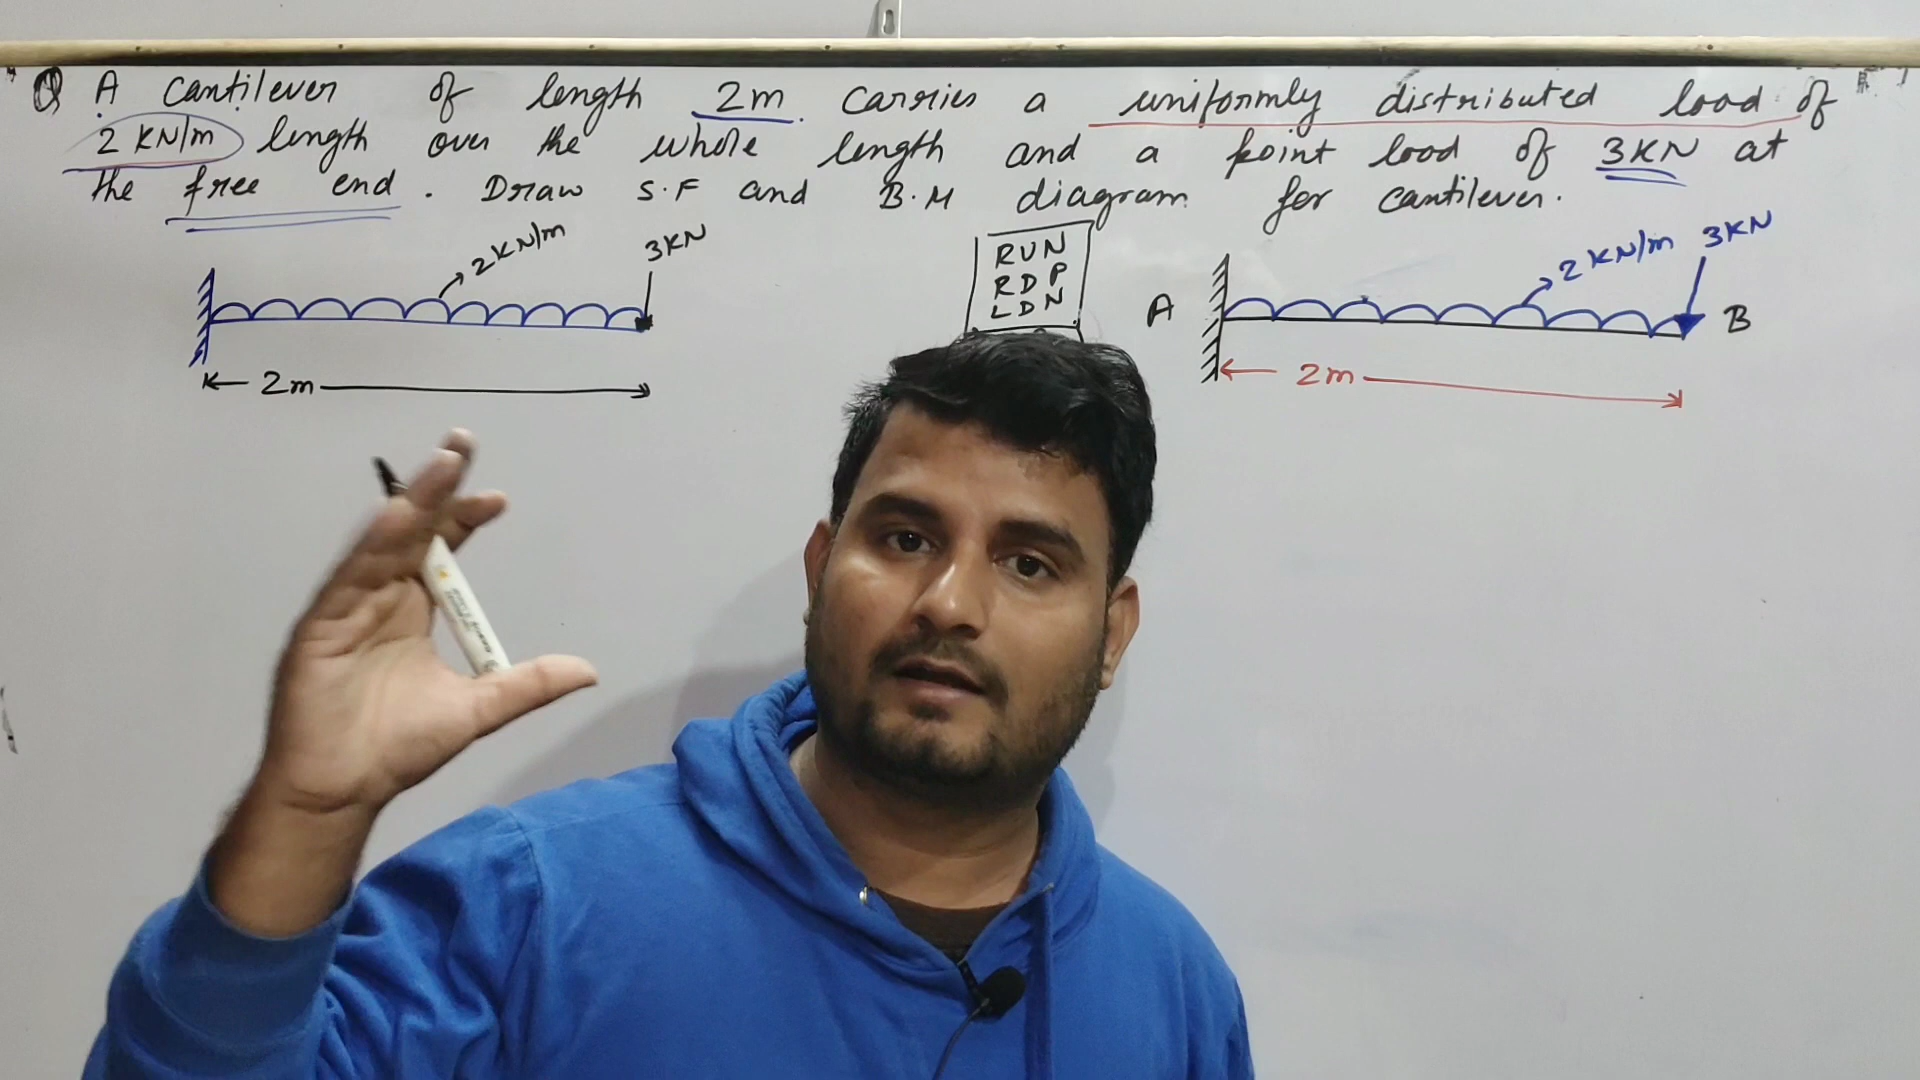 Q A cantilever of length 2m. carries a uniformly distributed load of
2 KN/m length over the whole length and a point load of 3KN at
the free end. Draw S.F and B.M diagram for cantilever.
2KN/m
3KN
2m
RUN
RDP
LDN
2KN/m
3KN
A
B
2m